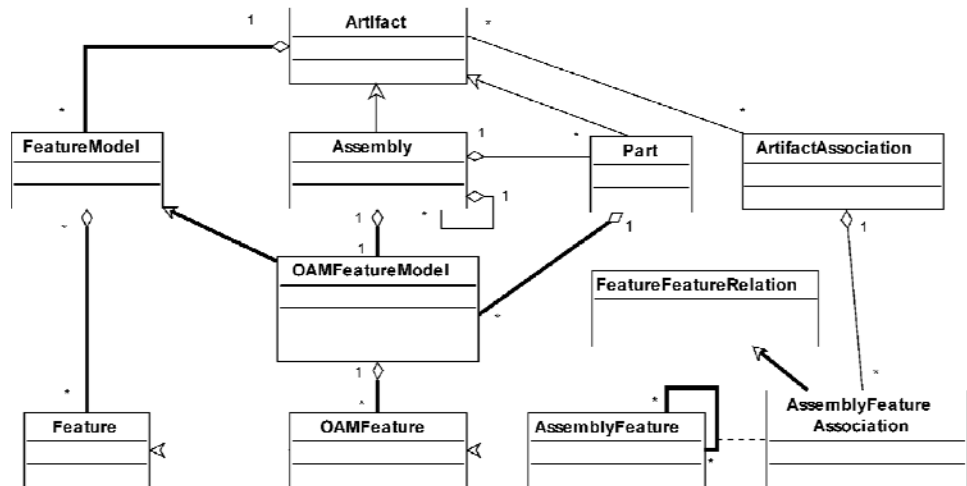 Artifact
1
*
*
*
FeatureModel
Assembly
1
*
Part
ArtifactAssociation
*
1
*
1
1
1
1
OAMFeatureModel
FeatureFeatureRelation
*
1
*
*
*
Feature
OAMFeature
*
AssemblyFeature
*
AssemblyFeature
Association